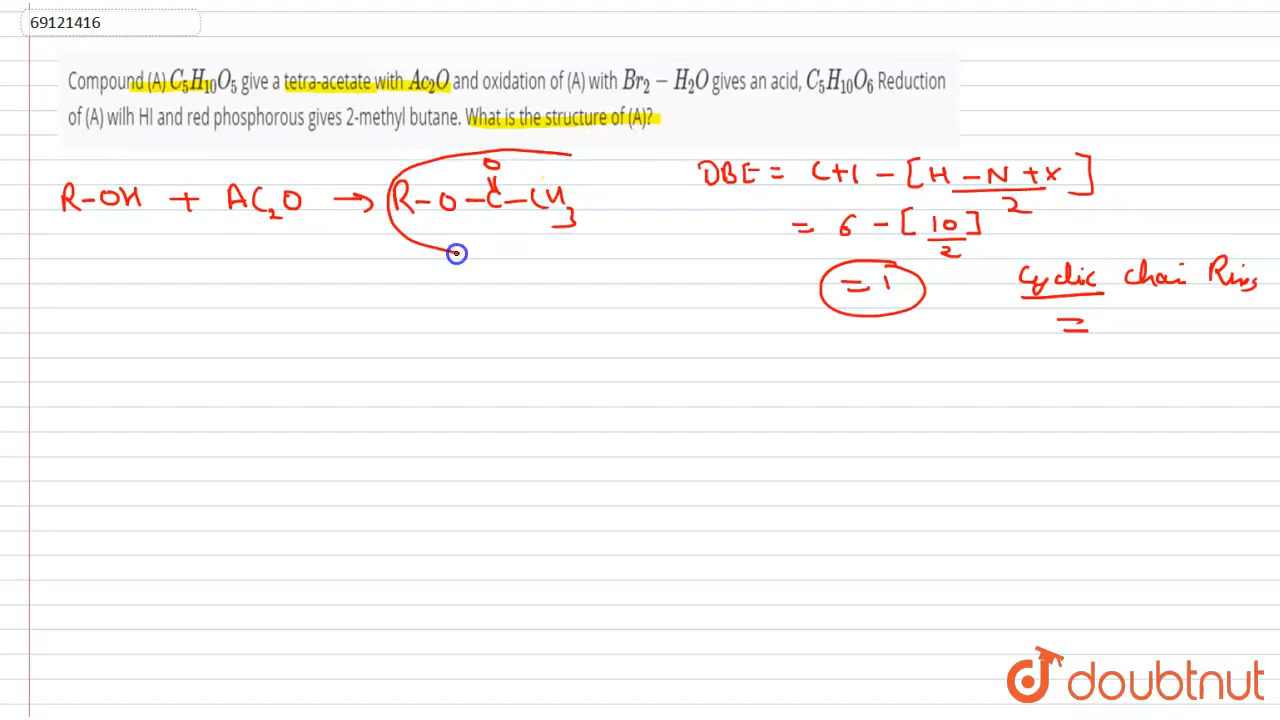 69121416
Compound (A) C₅H₁₀O₅ give a tetra-acetate with Ac₂O and oxidation of (A) with Br₂ − H₂O gives an acid, C₅H₁₀O₆ Reduction
of (A) wilh HI and red phosphorous gives 2-methyl butane. What is the structure of (A)?
R-OH + AC₂O → R-O-C-CH₃
O
DBE = C+1 - [H-N+X]
2
= 6 - [10]
2
= 1
Cyclic chain Ring
=
doubtnut